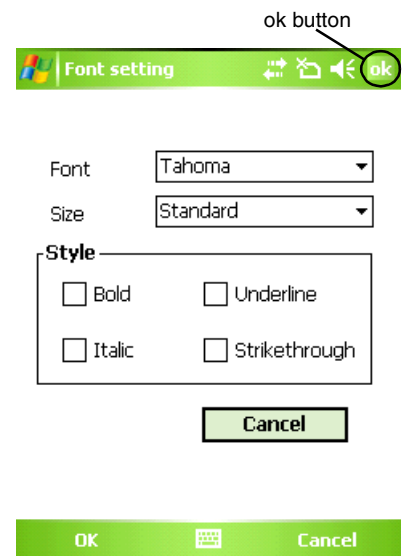 ok button
Font setting ok
Font Tahoma
Size Standard
Style
Bold Underline
Italic Strikethrough
Cancel
OK Cancel